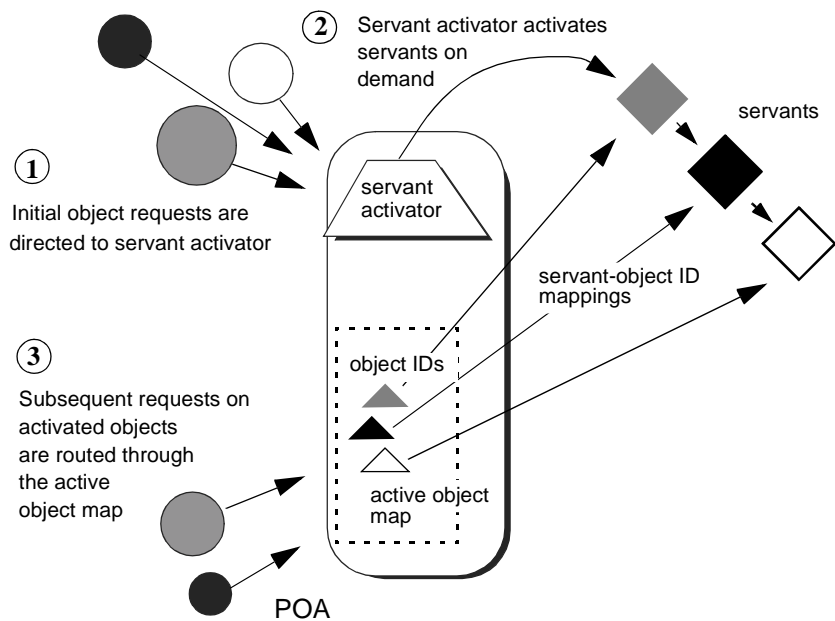 2
Servant activator activates
servants on
demand
servants
1
Initial object requests are
directed to servant activator
servant
activator
servant-object ID
mappings
3
Subsequent requests on
activated objects
are routed through
the active
object map
object IDs
active object
map
POA